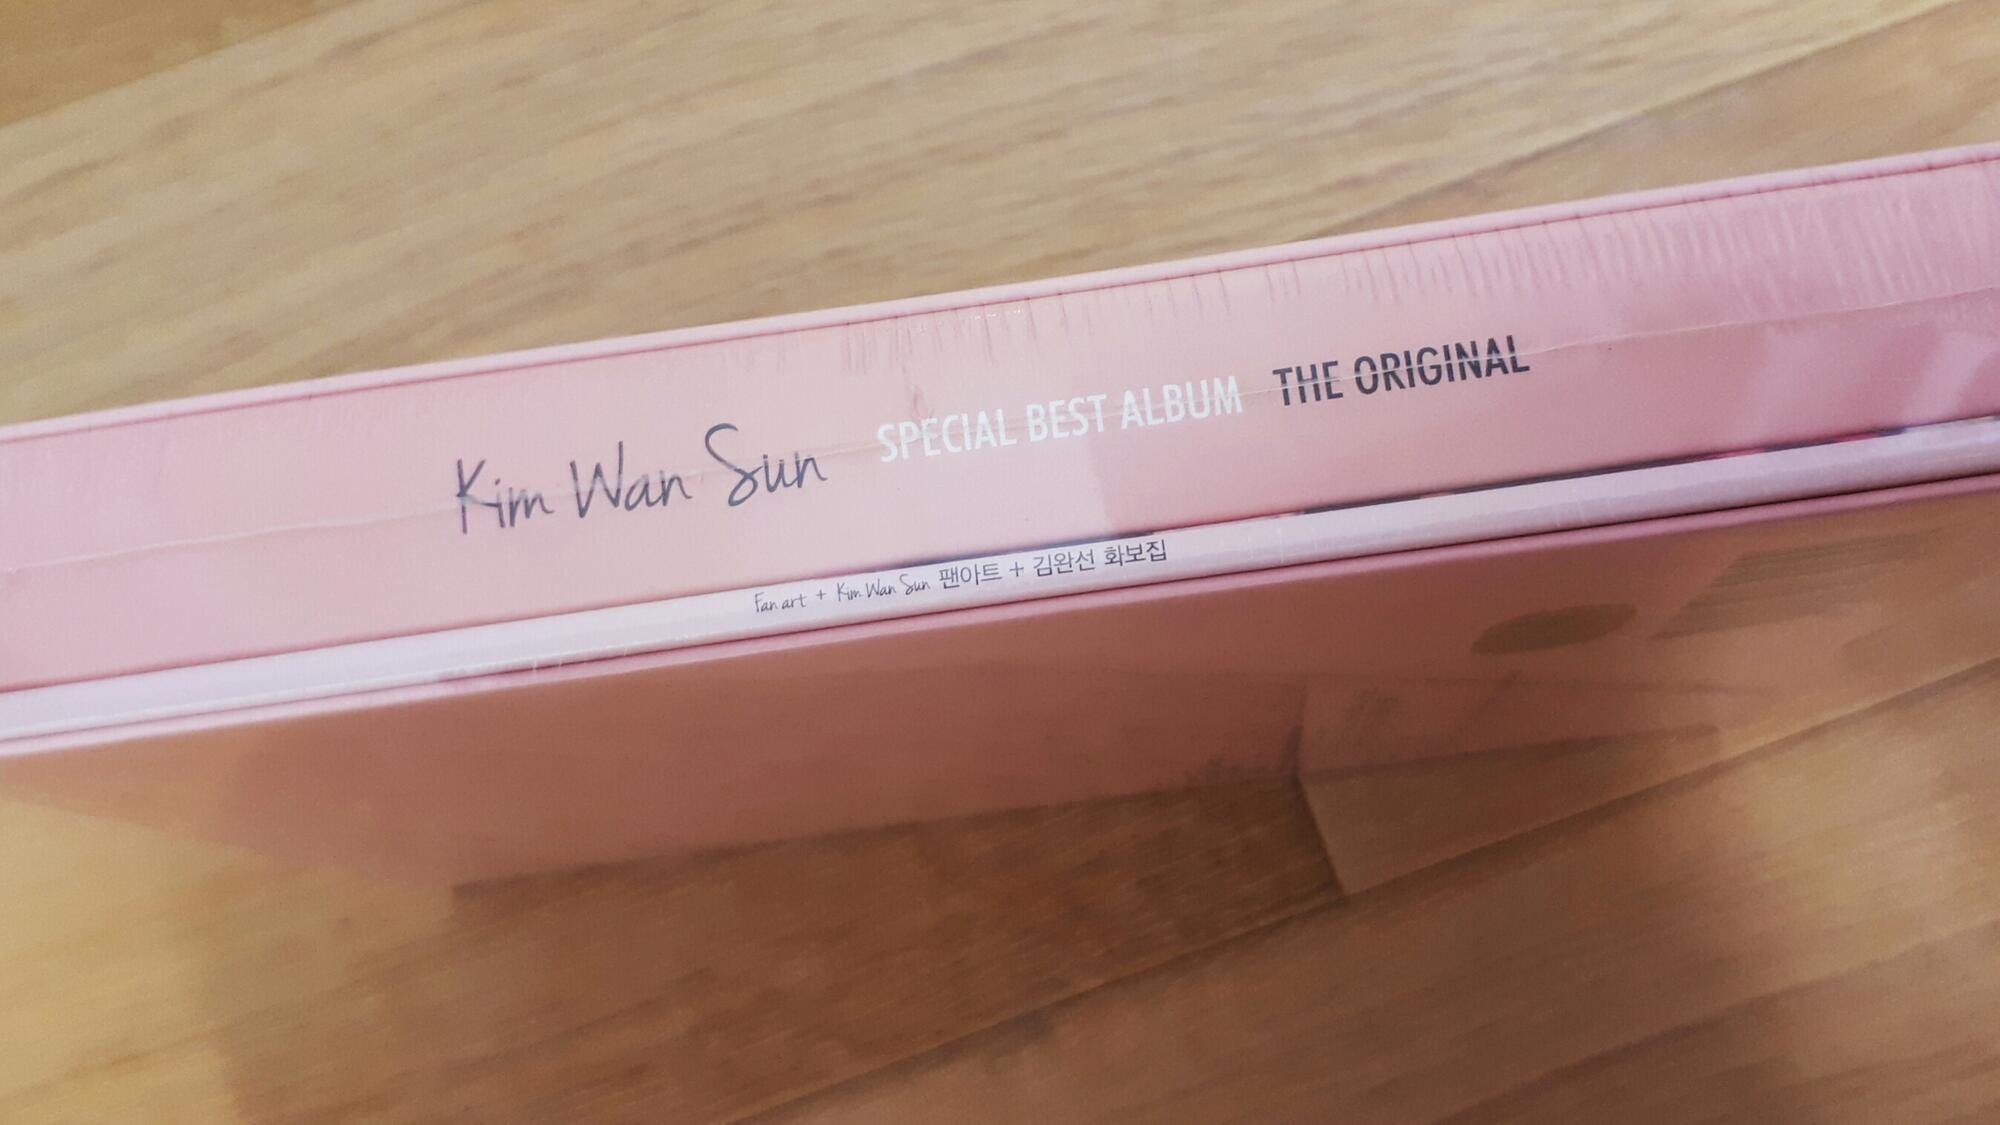 Kim Wan Sun SPECIAL BEST ALBUM THE ORIGINAL
Fan art + Kim Wan Sun 팬아트 + 김완선 화보집